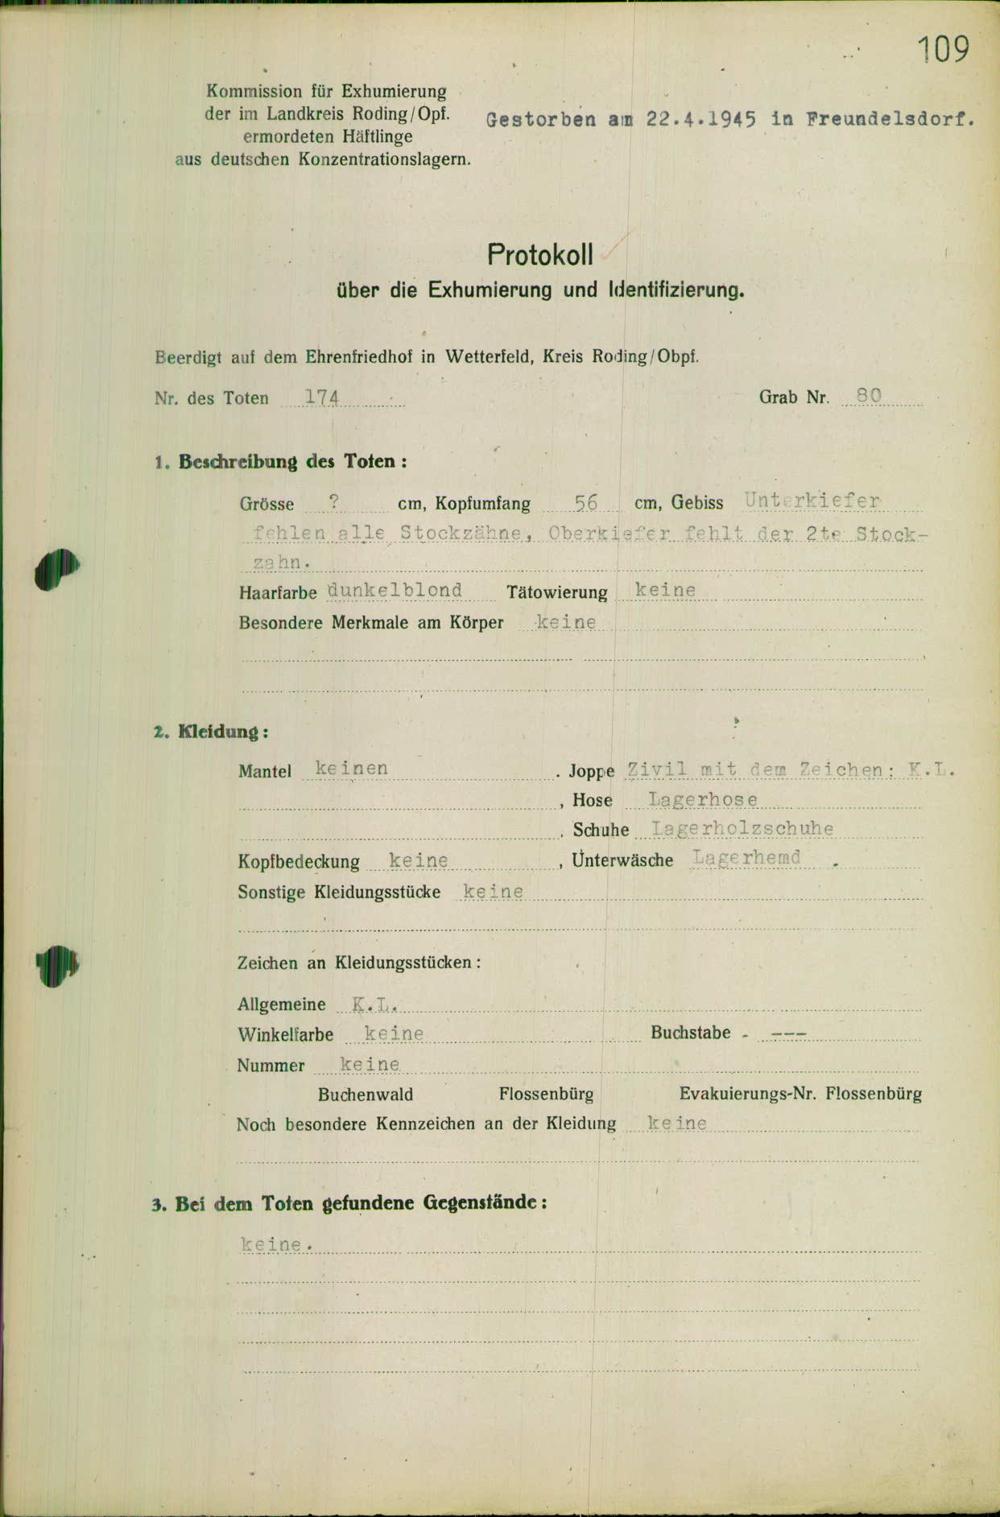 109
Kommission für Exhumierung
der im Landkreis Roding/Opf.
ermordeten Häftlinge
aus deutschen Konzentrationslagern.
Gestorben am 22.4.1945 in Freundelsdorf.
Protokoll
über die Exhumierung und Identifizierung.
Beerdigt auf dem Ehrenfriedhof in Wetterfeld, Kreis Roding/Obpf.
Nr. des Toten 174 Grab Nr. 80
1. Beschreibung des Toten:
Grösse ? cm, Kopfumfang 56 cm, Gebiss Unterkiefer
fehlen alle Stockzähne, Oberkiefer fehlt der 2te Stock-
zahn.
Haarfarbe dunkelblond Tätowierung keine
Besondere Merkmale am Körper keine
2. Kleidung:
Mantel keinen . Joppe Zivil mit dem Zeichen: K.L.
, Hose Lagerhose
. Schuhe Lagerholzschuhe
Kopfbedeckung keine , Unterwäsche Lagerhemd .
Sonstige Kleidungsstücke keine
Zeichen an Kleidungsstücken:
Allgemeine K.L.
Winkelfarbe keine Buchstabe - ---
Nummer keine
Buchenwald Flossenbürg Evakuierungs-Nr. Flossenbürg
Noch besondere Kennzeichen an der Kleidung keine
3. Bei dem Toten gefundene Gegenstände:
keine.